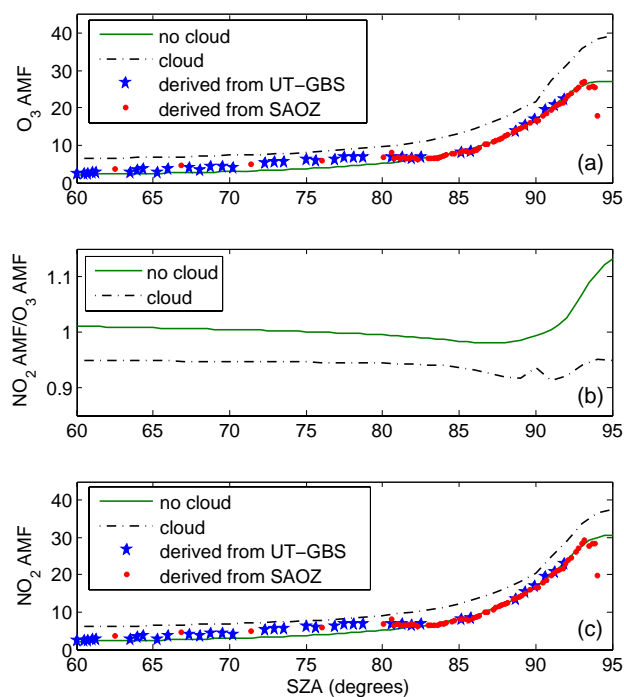 no cloud
cloud
derived from UT-GBS
derived from SAOZ
O3 AMF
40
30
20
10
0
(a)
60 65 70 75 80 85 90 95
no cloud
cloud
NO2 AMF/O3 AMF
1.1
1
0.9
(b)
60 65 70 75 80 85 90 95
no cloud
cloud
derived from UT-GBS
derived from SAOZ
NO2 AMF
40
30
20
10
0
(c)
60 65 70 75 80 85 90 95
SZA (degrees)